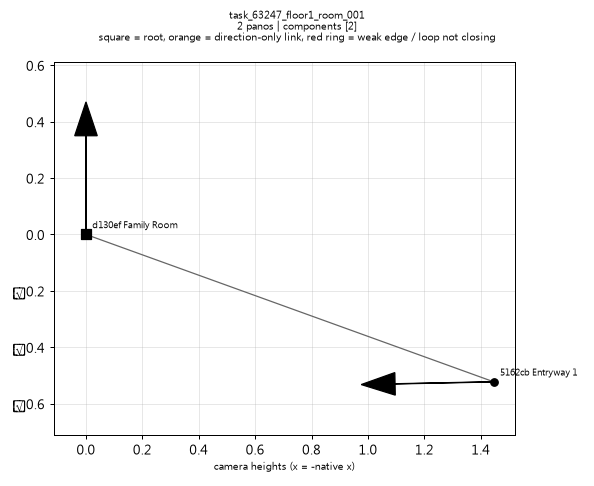 task_63247_floor1_room_001
2 panos | components [2]
square = root, orange = direction-only link, red ring = weak edge / loop not closing
0.6
0.4
0.2
d130ef Family Room
0.0
0.2
0.4
5162cb Entryway 1
0.6
0.0 0.2 0.4 0.6 0.8 1.0 1.2 1.4
camera heights (x = -native x)